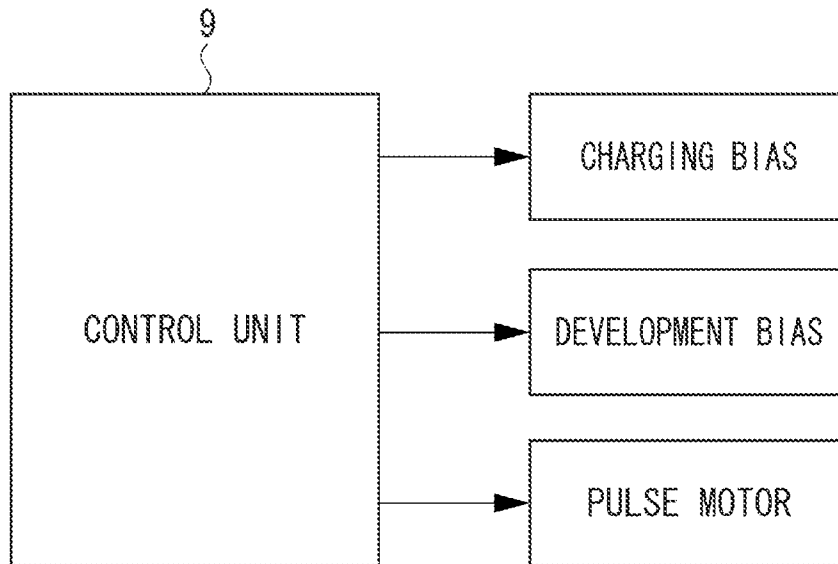 9
CONTROL UNIT
CHARGING BIAS
DEVELOPMENT BIAS
PULSE MOTOR